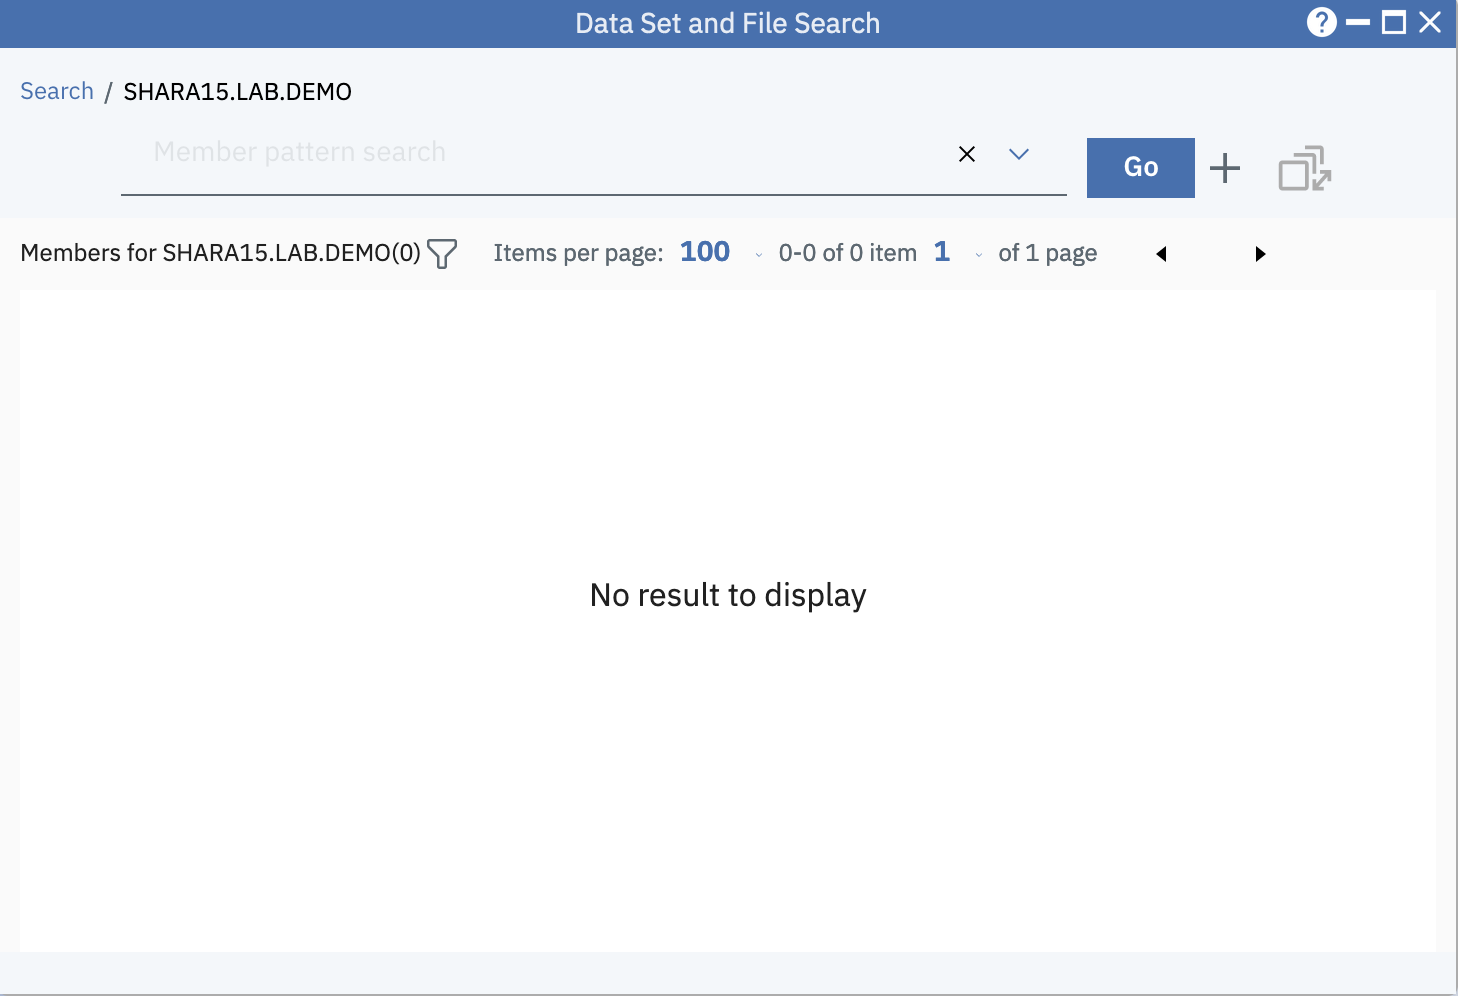 Data Set and File Search
Search / SHARA15.LAB.DEMO
Member pattern search
Go
Members for SHARA15.LAB.DEMO(0) Items per page: 100 0-0 of 0 item 1 of 1 page
No result to display